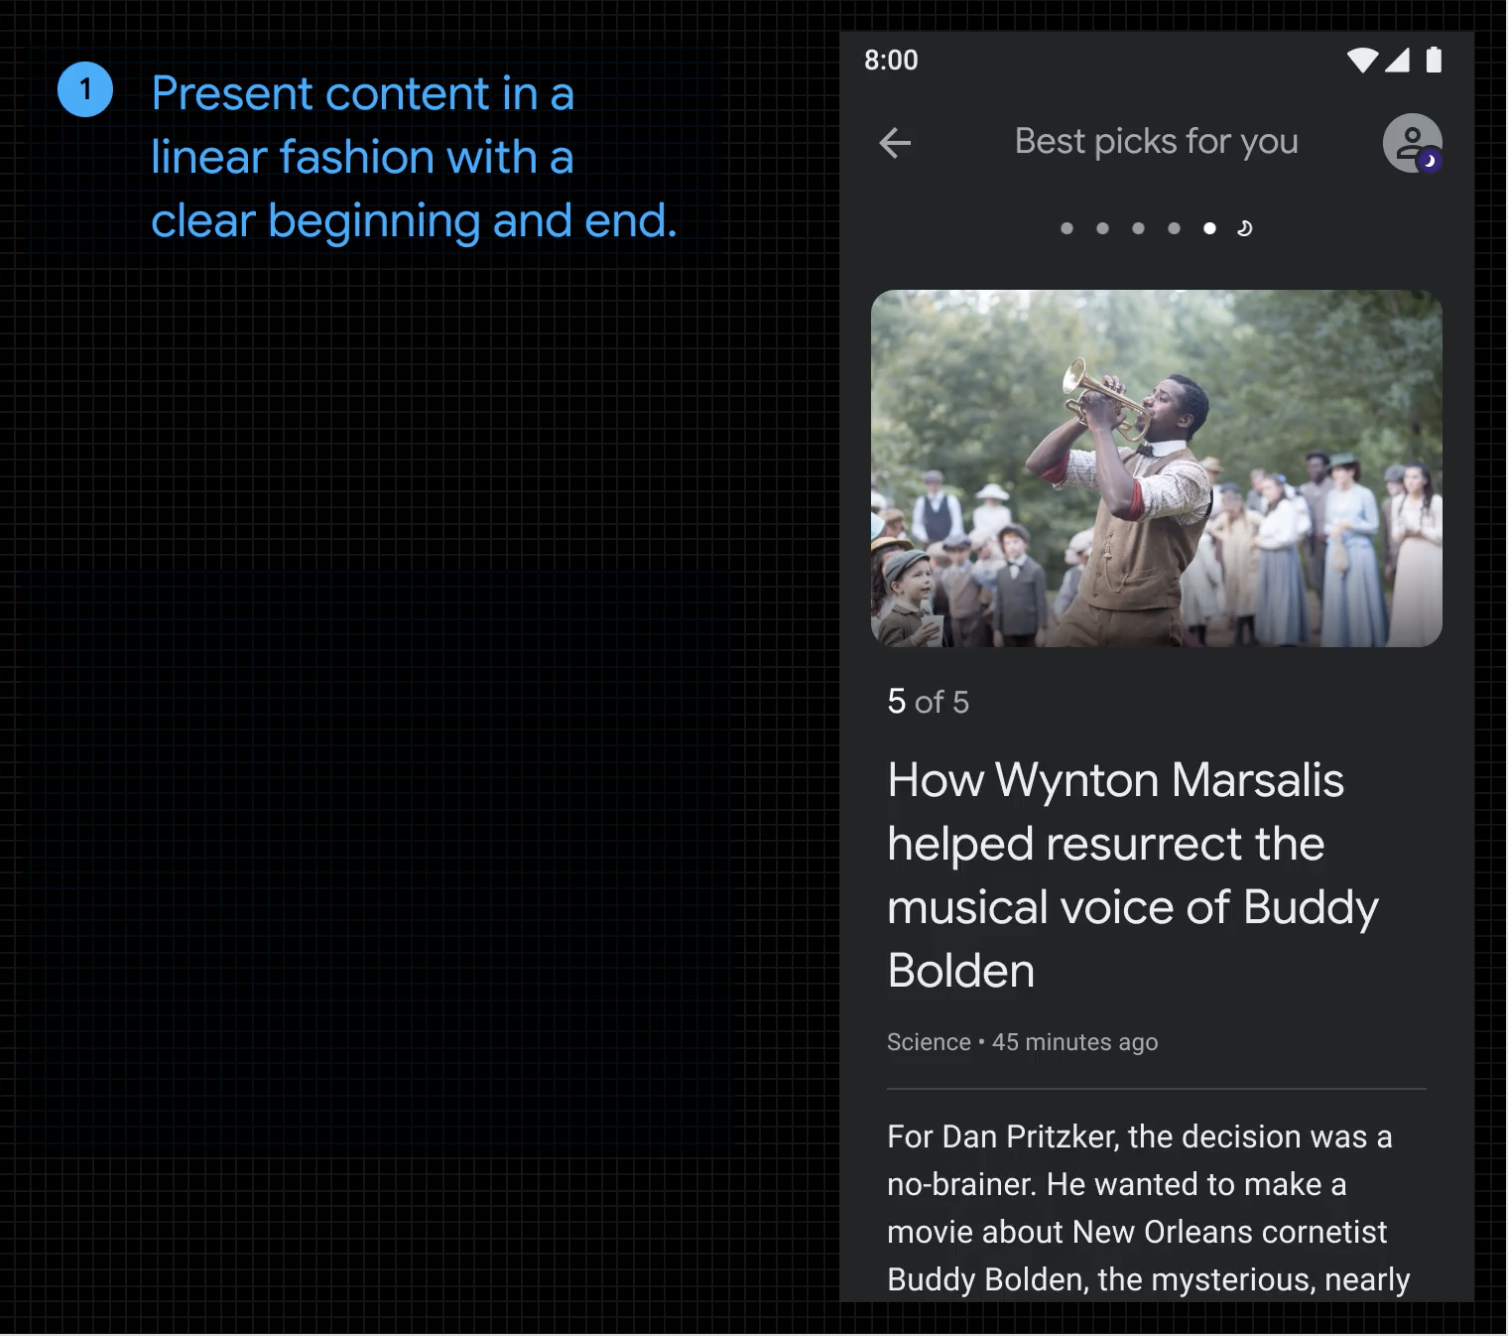 1
Present content in a
linear fashion with a
clear beginning and end.
8:00
Best picks for you
5 of 5
How Wynton Marsalis
helped resurrect the
musical voice of Buddy
Bolden
Science • 45 minutes ago
For Dan Pritzker, the decision was a
no-brainer. He wanted to make a
movie about New Orleans cornetist
Buddy Bolden, the mysterious, nearly